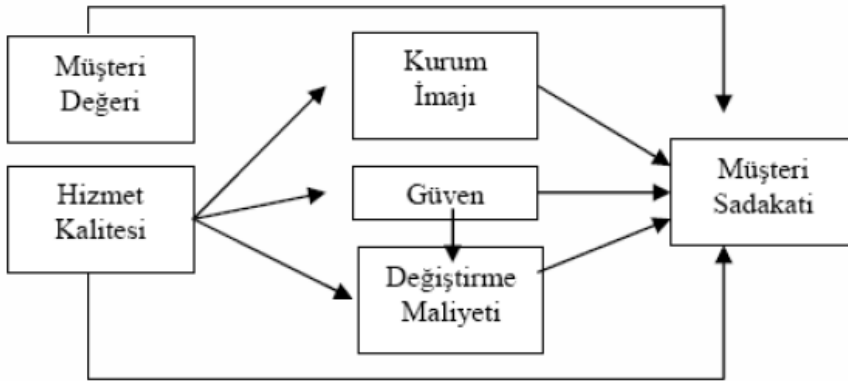 Müşteri
Değeri
Kurum
İmajı
Hizmet
Kalitesi
Güven
Değiştirme
Maliyeti
Müşteri
Sadakati